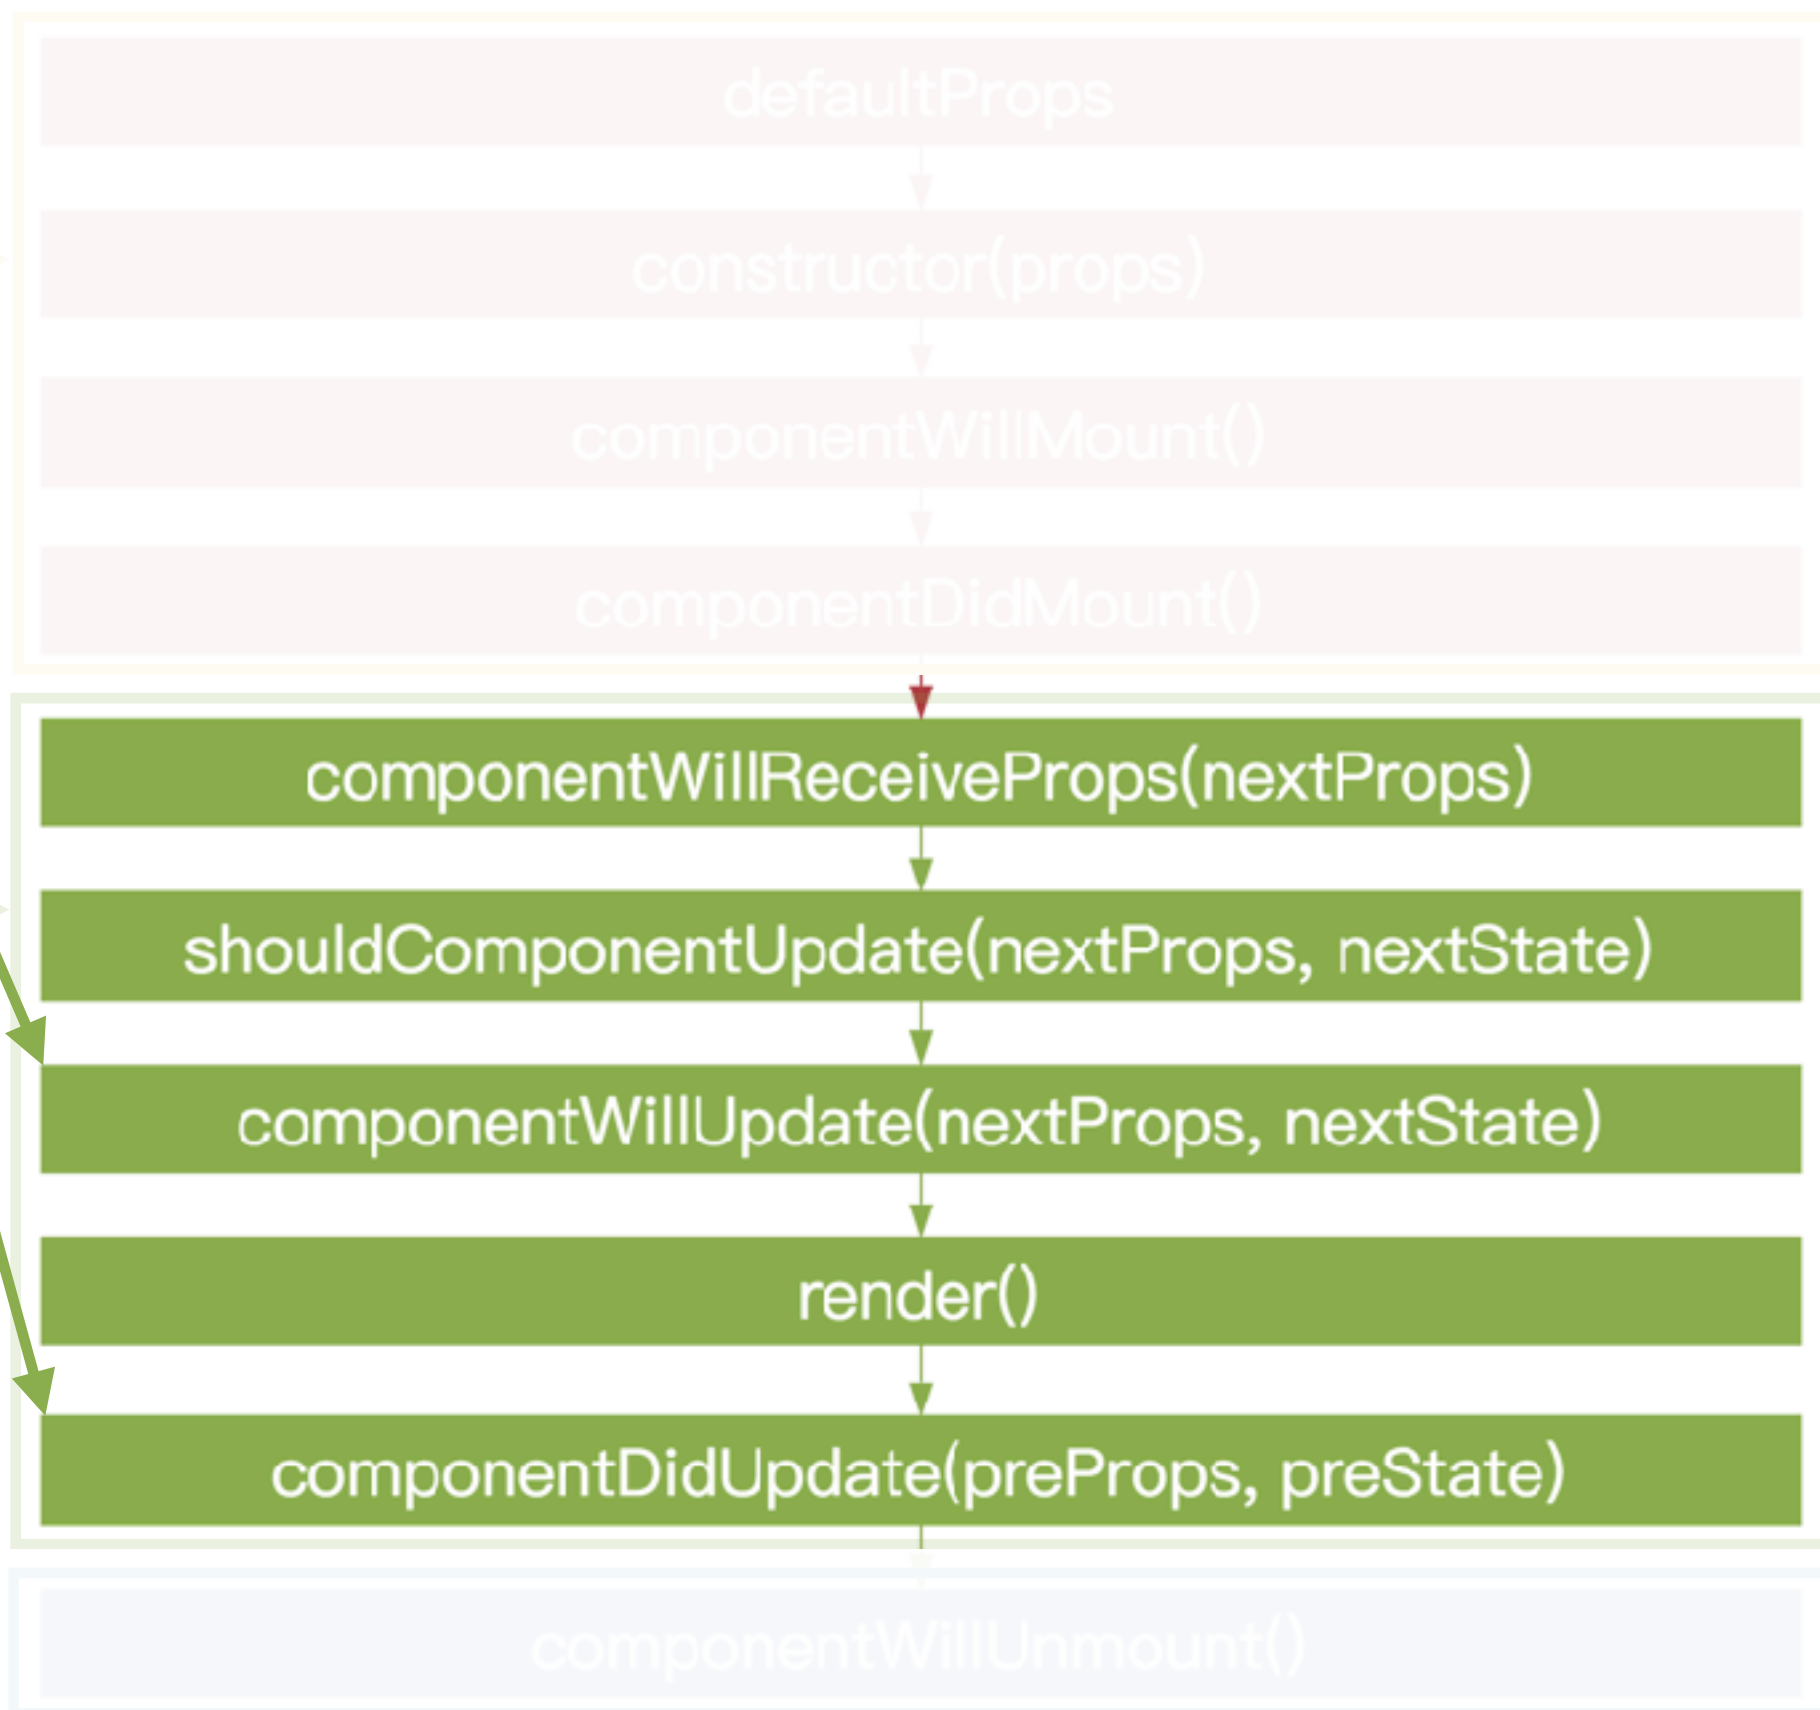 defaultProps
constructor(props)
componentWillMount()
componentDidMount()
componentWillReceiveProps(nextProps)
shouldComponentUpdate(nextProps, nextState)
componentWillUpdate(nextProps, nextState)
render()
componentDidUpdate(preProps, preState)
componentWillUnmount()